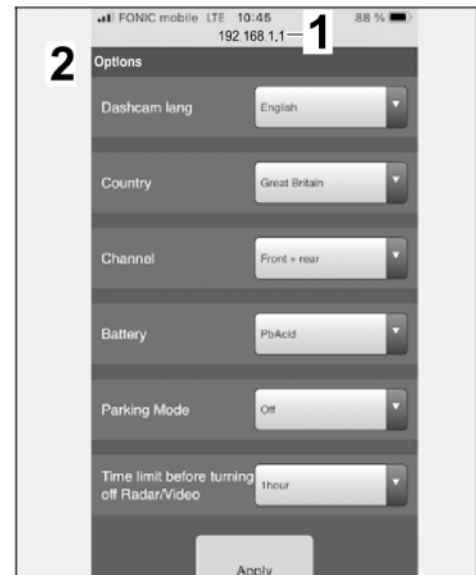 FONIC mobile LTE 10:45 88 %
192.168.1.1
1
2
Options
Dashcam lang
English
Country
Great Britain
Channel
Front + rear
Battery
PbAcid
Parking Mode
Off
Time limit before turning
off Radar/Video
1hour
Apply